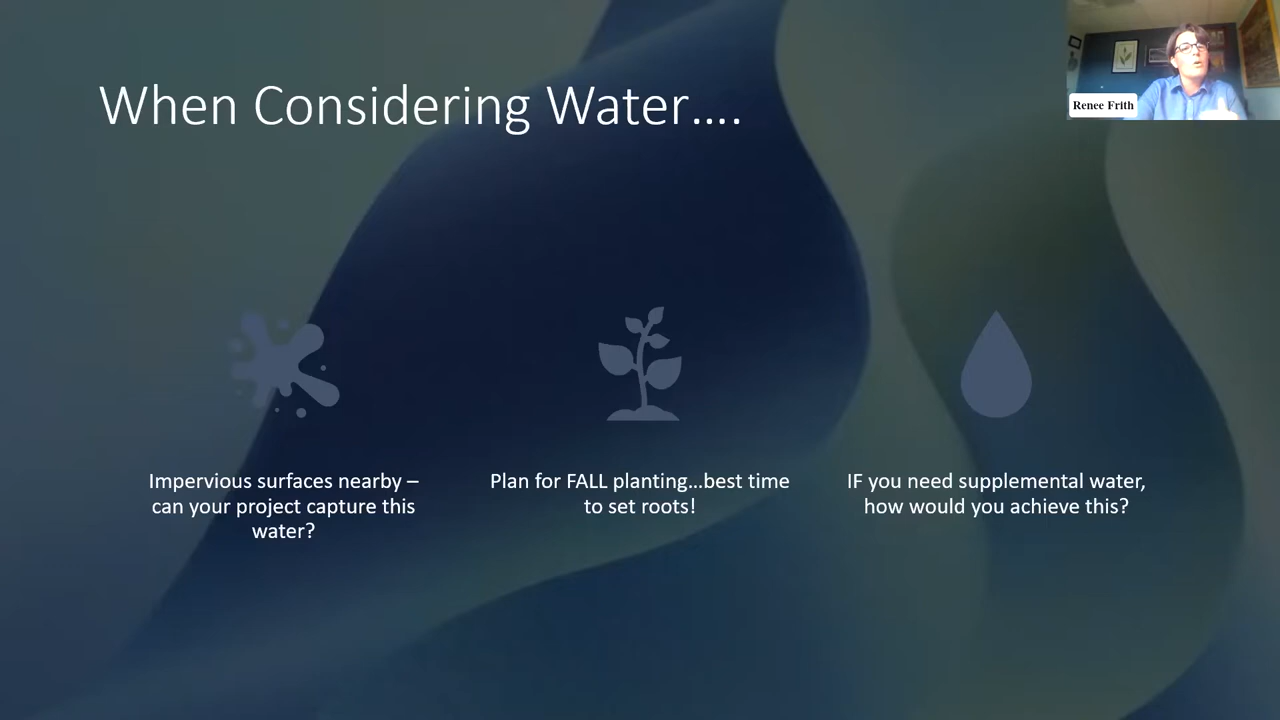 When Considering Water....
Renee Frith
Impervious surfaces nearby –
can your project capture this
water?
Plan for FALL planting...best time
to set roots!
IF you need supplemental water,
how would you achieve this?